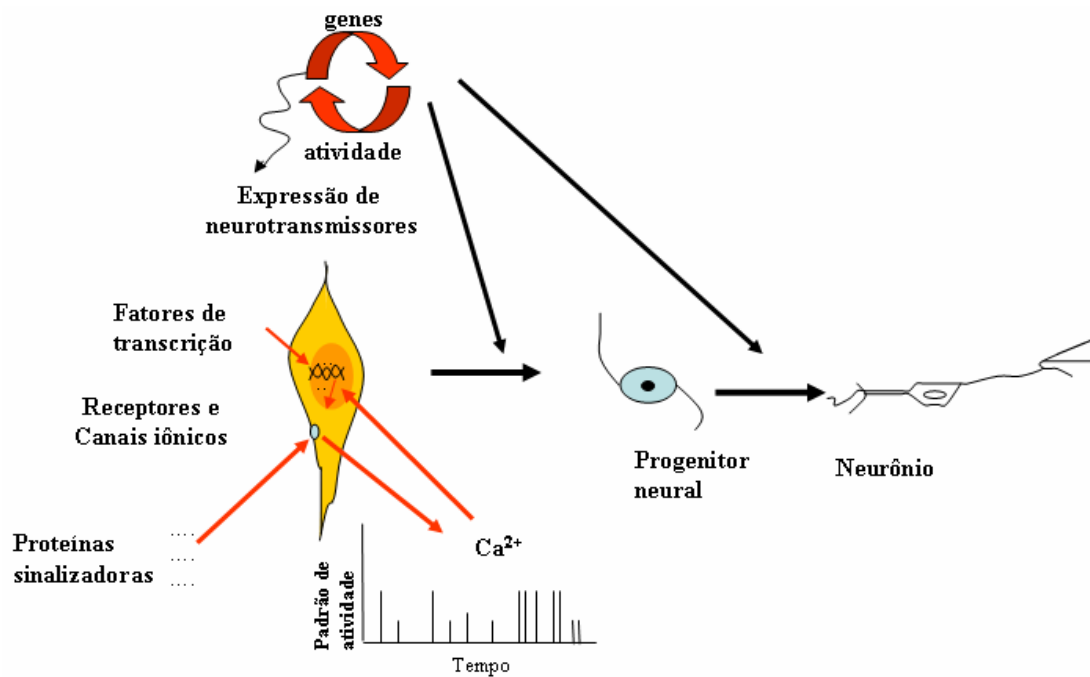 genes
atividade
Expressão de
neurotransmissores
Fatores de
transcrição
Receptores e
Canais iônicos
Proteínas
sinalizadoras
Ca²⁺
Padrão de
atividade
Tempo
Progenitor
neural
Neurônio